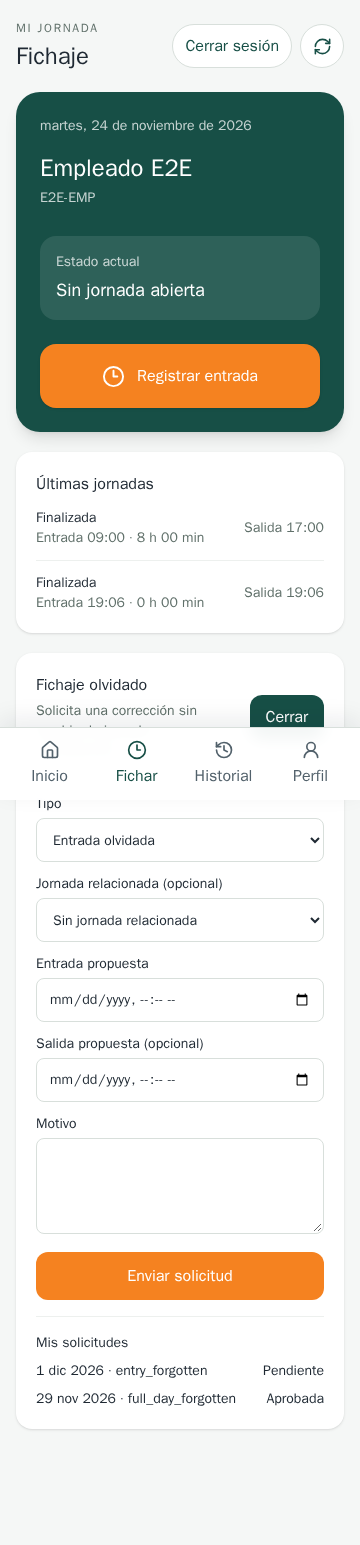 MI JORNADA
Fichaje
Cerrar sesión
martes, 24 de noviembre de 2026
Empleado E2E
E2E-EMP
Estado actual
Sin jornada abierta
Registrar entrada
Últimas jornadas
Finalizada
Entrada 09:00 · 8 h 00 min
Salida 17:00
Finalizada
Entrada 19:06 · 0 h 00 min
Salida 19:06
Fichaje olvidado
Solicita una corrección sin
Cerrar
Inicio
Fichar
Historial
Perfil
Tipo
Entrada olvidada
Jornada relacionada (opcional)
Sin jornada relacionada
Entrada propuesta
mm/dd/yyyy, --:-- --
Salida propuesta (opcional)
mm/dd/yyyy, --:-- --
Motivo
Enviar solicitud
Mis solicitudes
1 dic 2026 · entry_forgotten
Pendiente
29 nov 2026 · full_day_forgotten
Aprobada